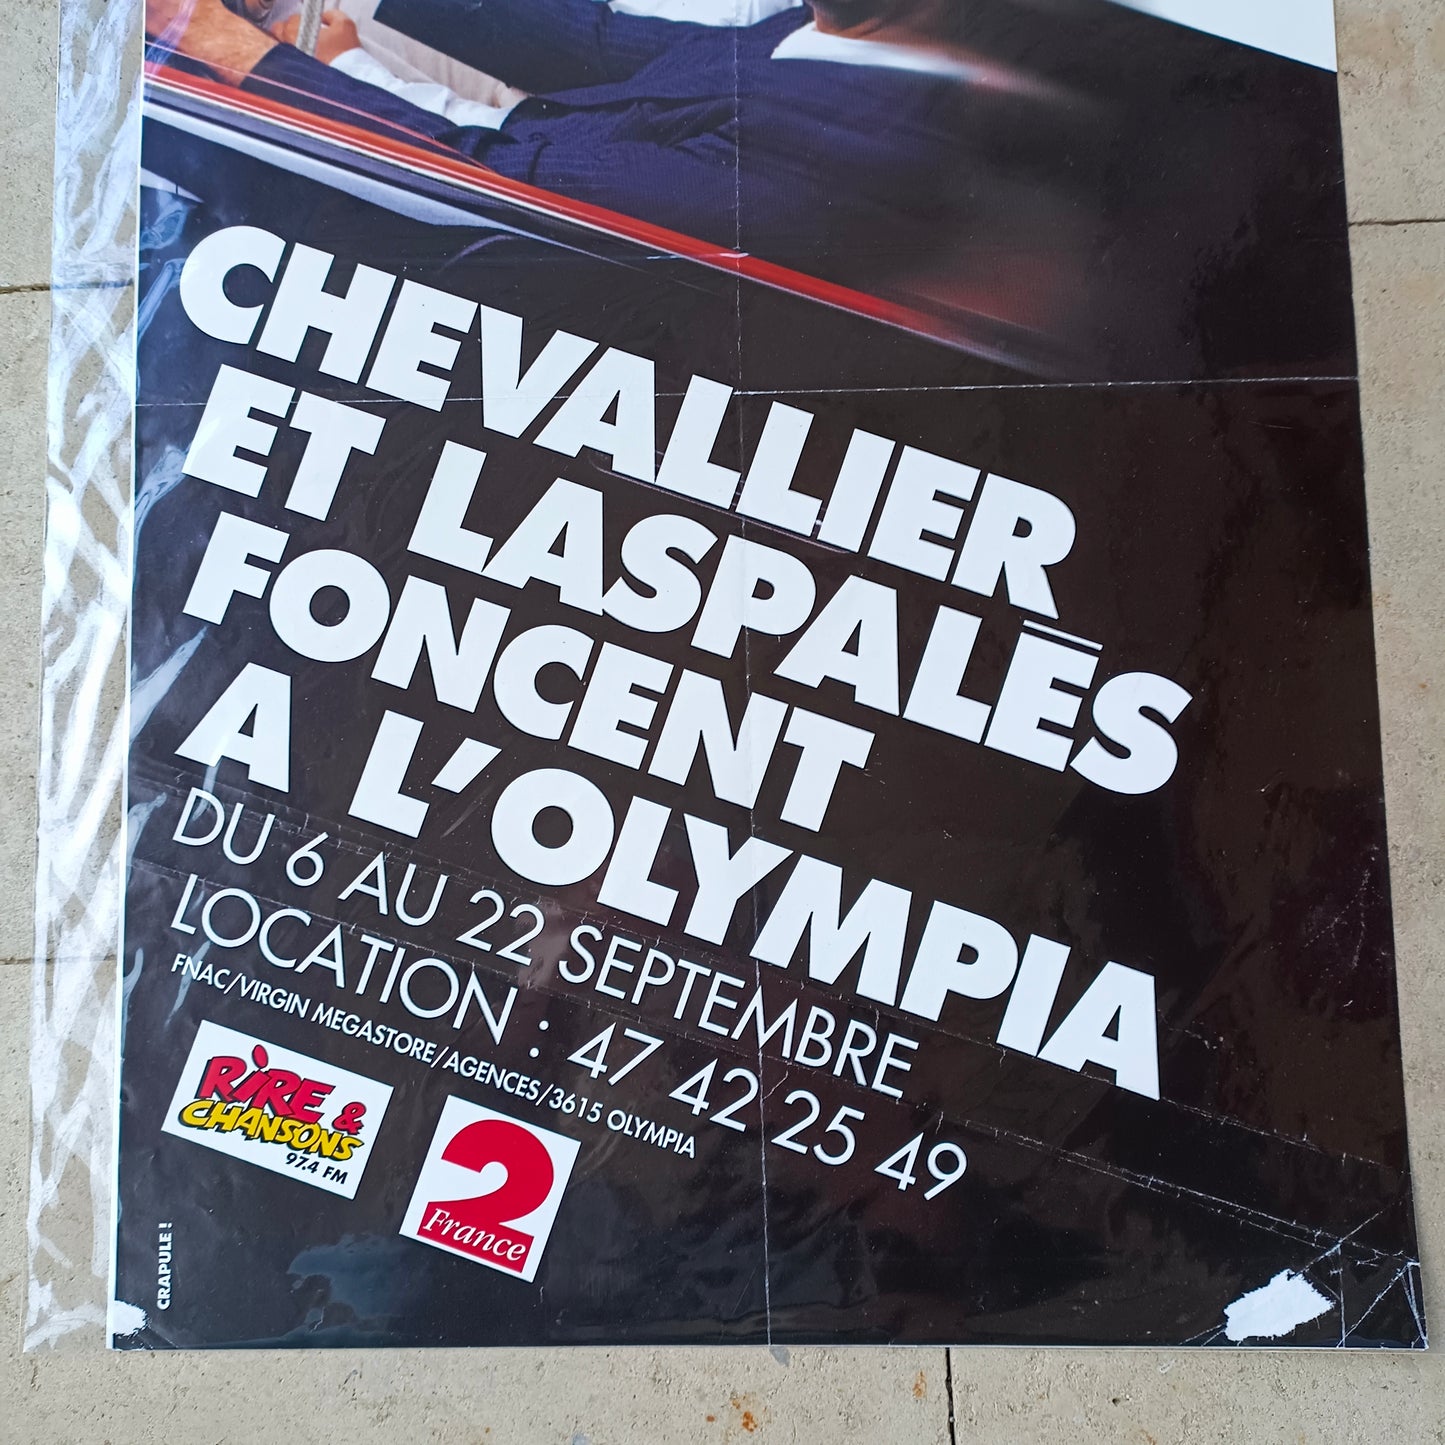 CHEVALLIER
ET LASPALÈS
FONCENT
A L'OLYMPIA
DU 6 AU 22 SEPTEMBRE
LOCATION : 47 42 25 49
FNAC/VIRGIN MEGASTORE/AGENCES/3615 OLYMPIA
RIRE &
CHANSONS
97.4 FM
2
France
CRAPULE !